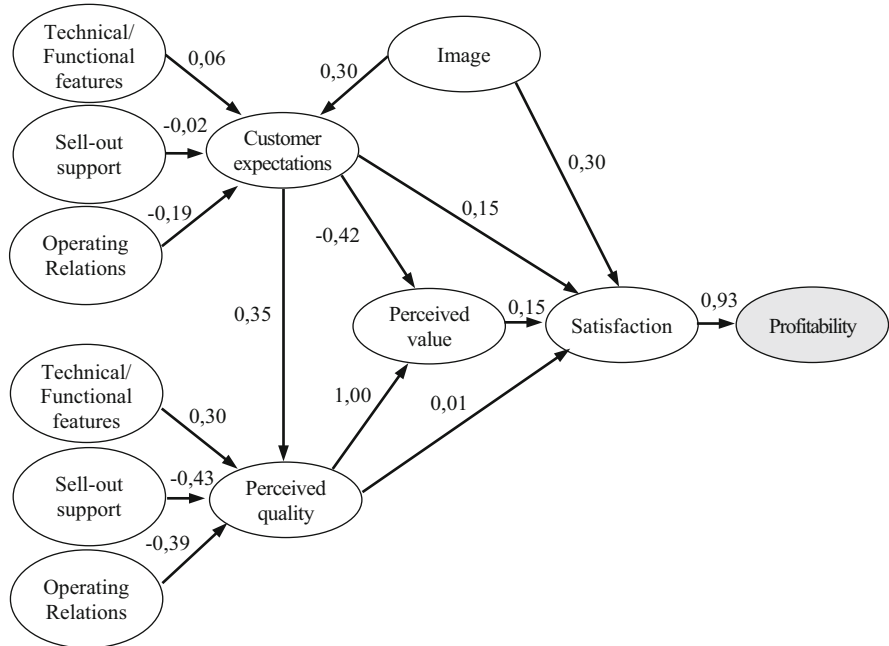 Technical/
Functional
features
0,06
0,30
Image
Sell-out
support
-0,02
Customer
expectations
0,30
Operating
Relations
-0,19
0,15
-0,42
0,35
Perceived
value
0,15
Satisfaction
0,93
Profitability
Technical/
Functional
features
0,30
1,00
0,01
Sell-out
support
-0,43
Perceived
quality
-0,39
Operating
Relations